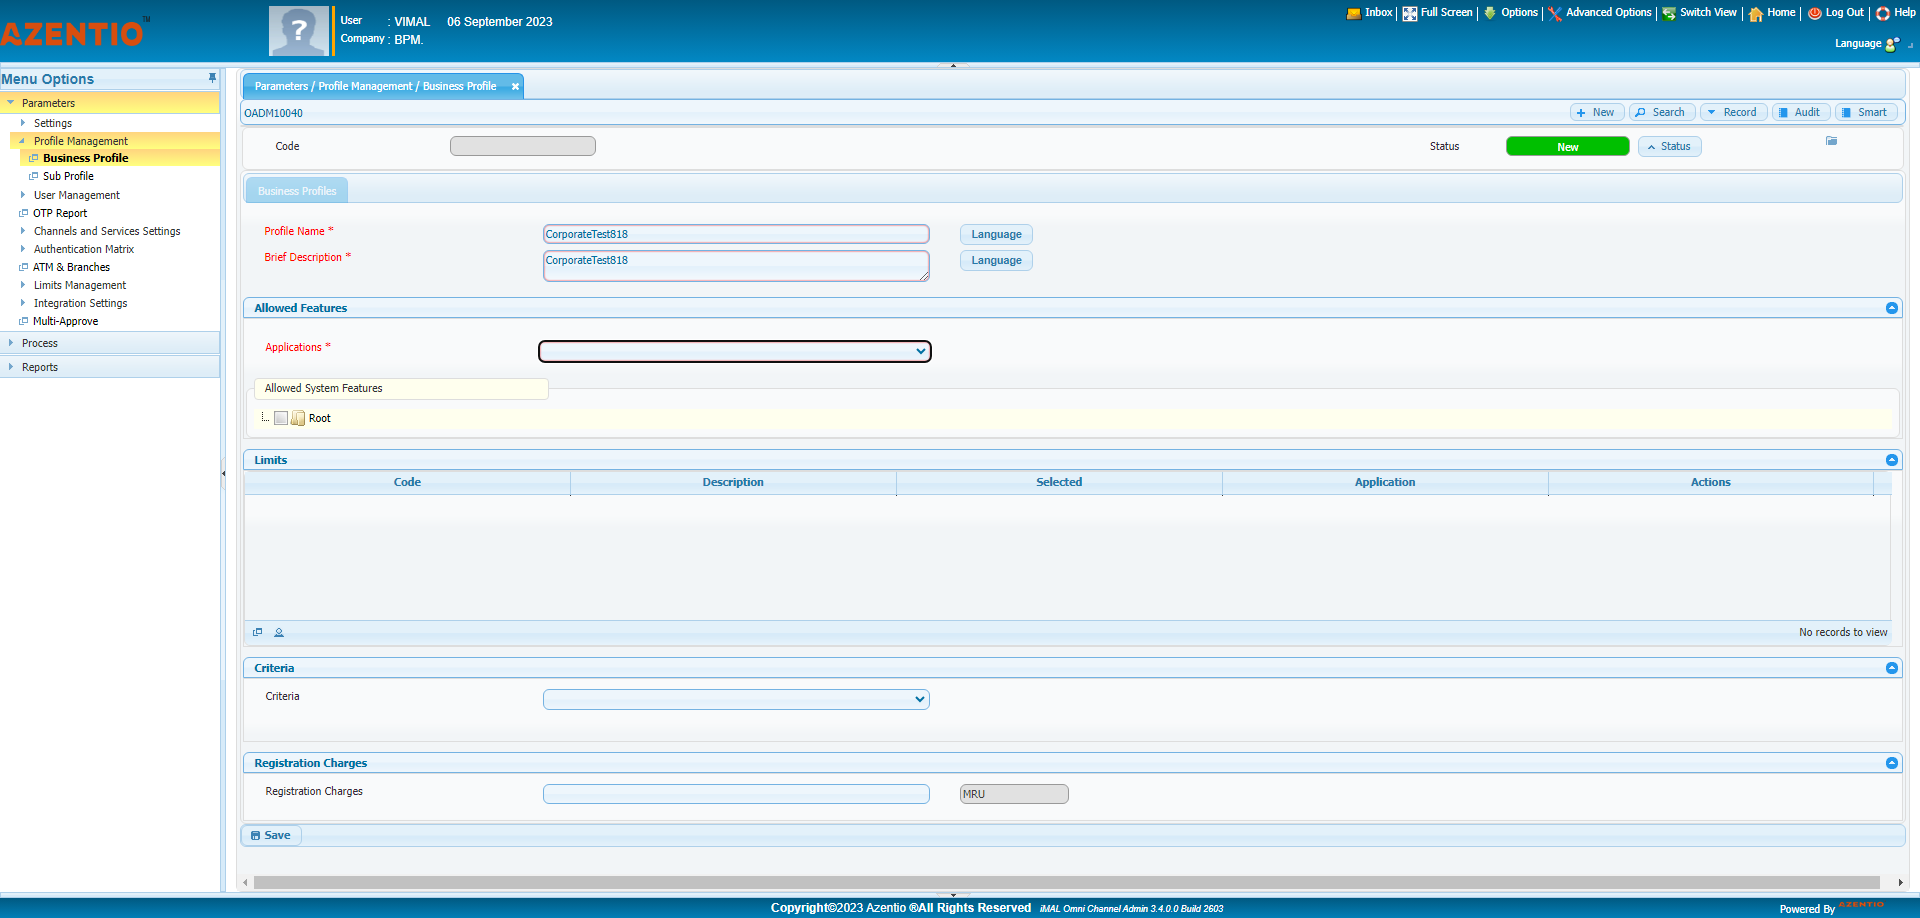 AZENTIO™
User : VIMAL 06 September 2023
Company : BPM.
Inbox Full Screen Options Advanced Options Switch View Home Log Out Help
Language
Menu Options
Parameters
Settings
Profile Management
Business Profile
Sub Profile
User Management
OTP Report
Channels and Services Settings
Authentication Matrix
ATM & Branches
Limits Management
Integration Settings
Multi-Approve
Process
Reports
Parameters / Profile Management / Business Profile
OADM10040
New Search Record Audit Smart
Code Status New Status
Business Profiles
Profile Name * CorporateTest818 Language
Brief Description * CorporateTest818 Language
Allowed Features
Applications *
Allowed System Features
Root
Limits
Code Description Selected Application Actions
No records to view
Criteria
Criteria
Registration Charges
Registration Charges MRU
Save
Copyright©2023 Azentio ®All Rights Reserved iMAL Omni Channel Admin 3.4.0.0 Build 2603
Powered By AZENTIO